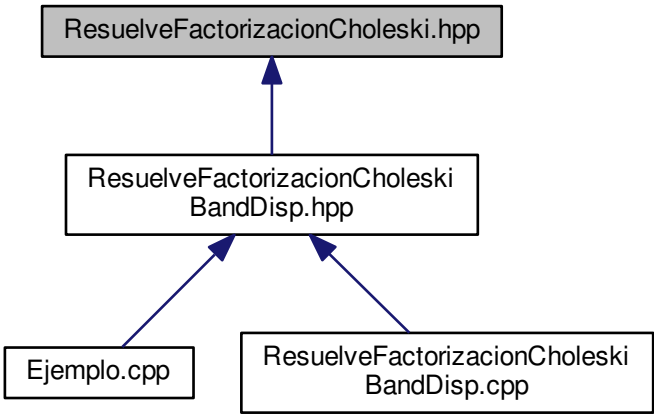 ResuelveFactorizacionCholeski.hpp
ResuelveFactorizacionCholeski
BandDisp.hpp
Ejemplo.cpp
ResuelveFactorizacionCholeski
BandDisp.cpp